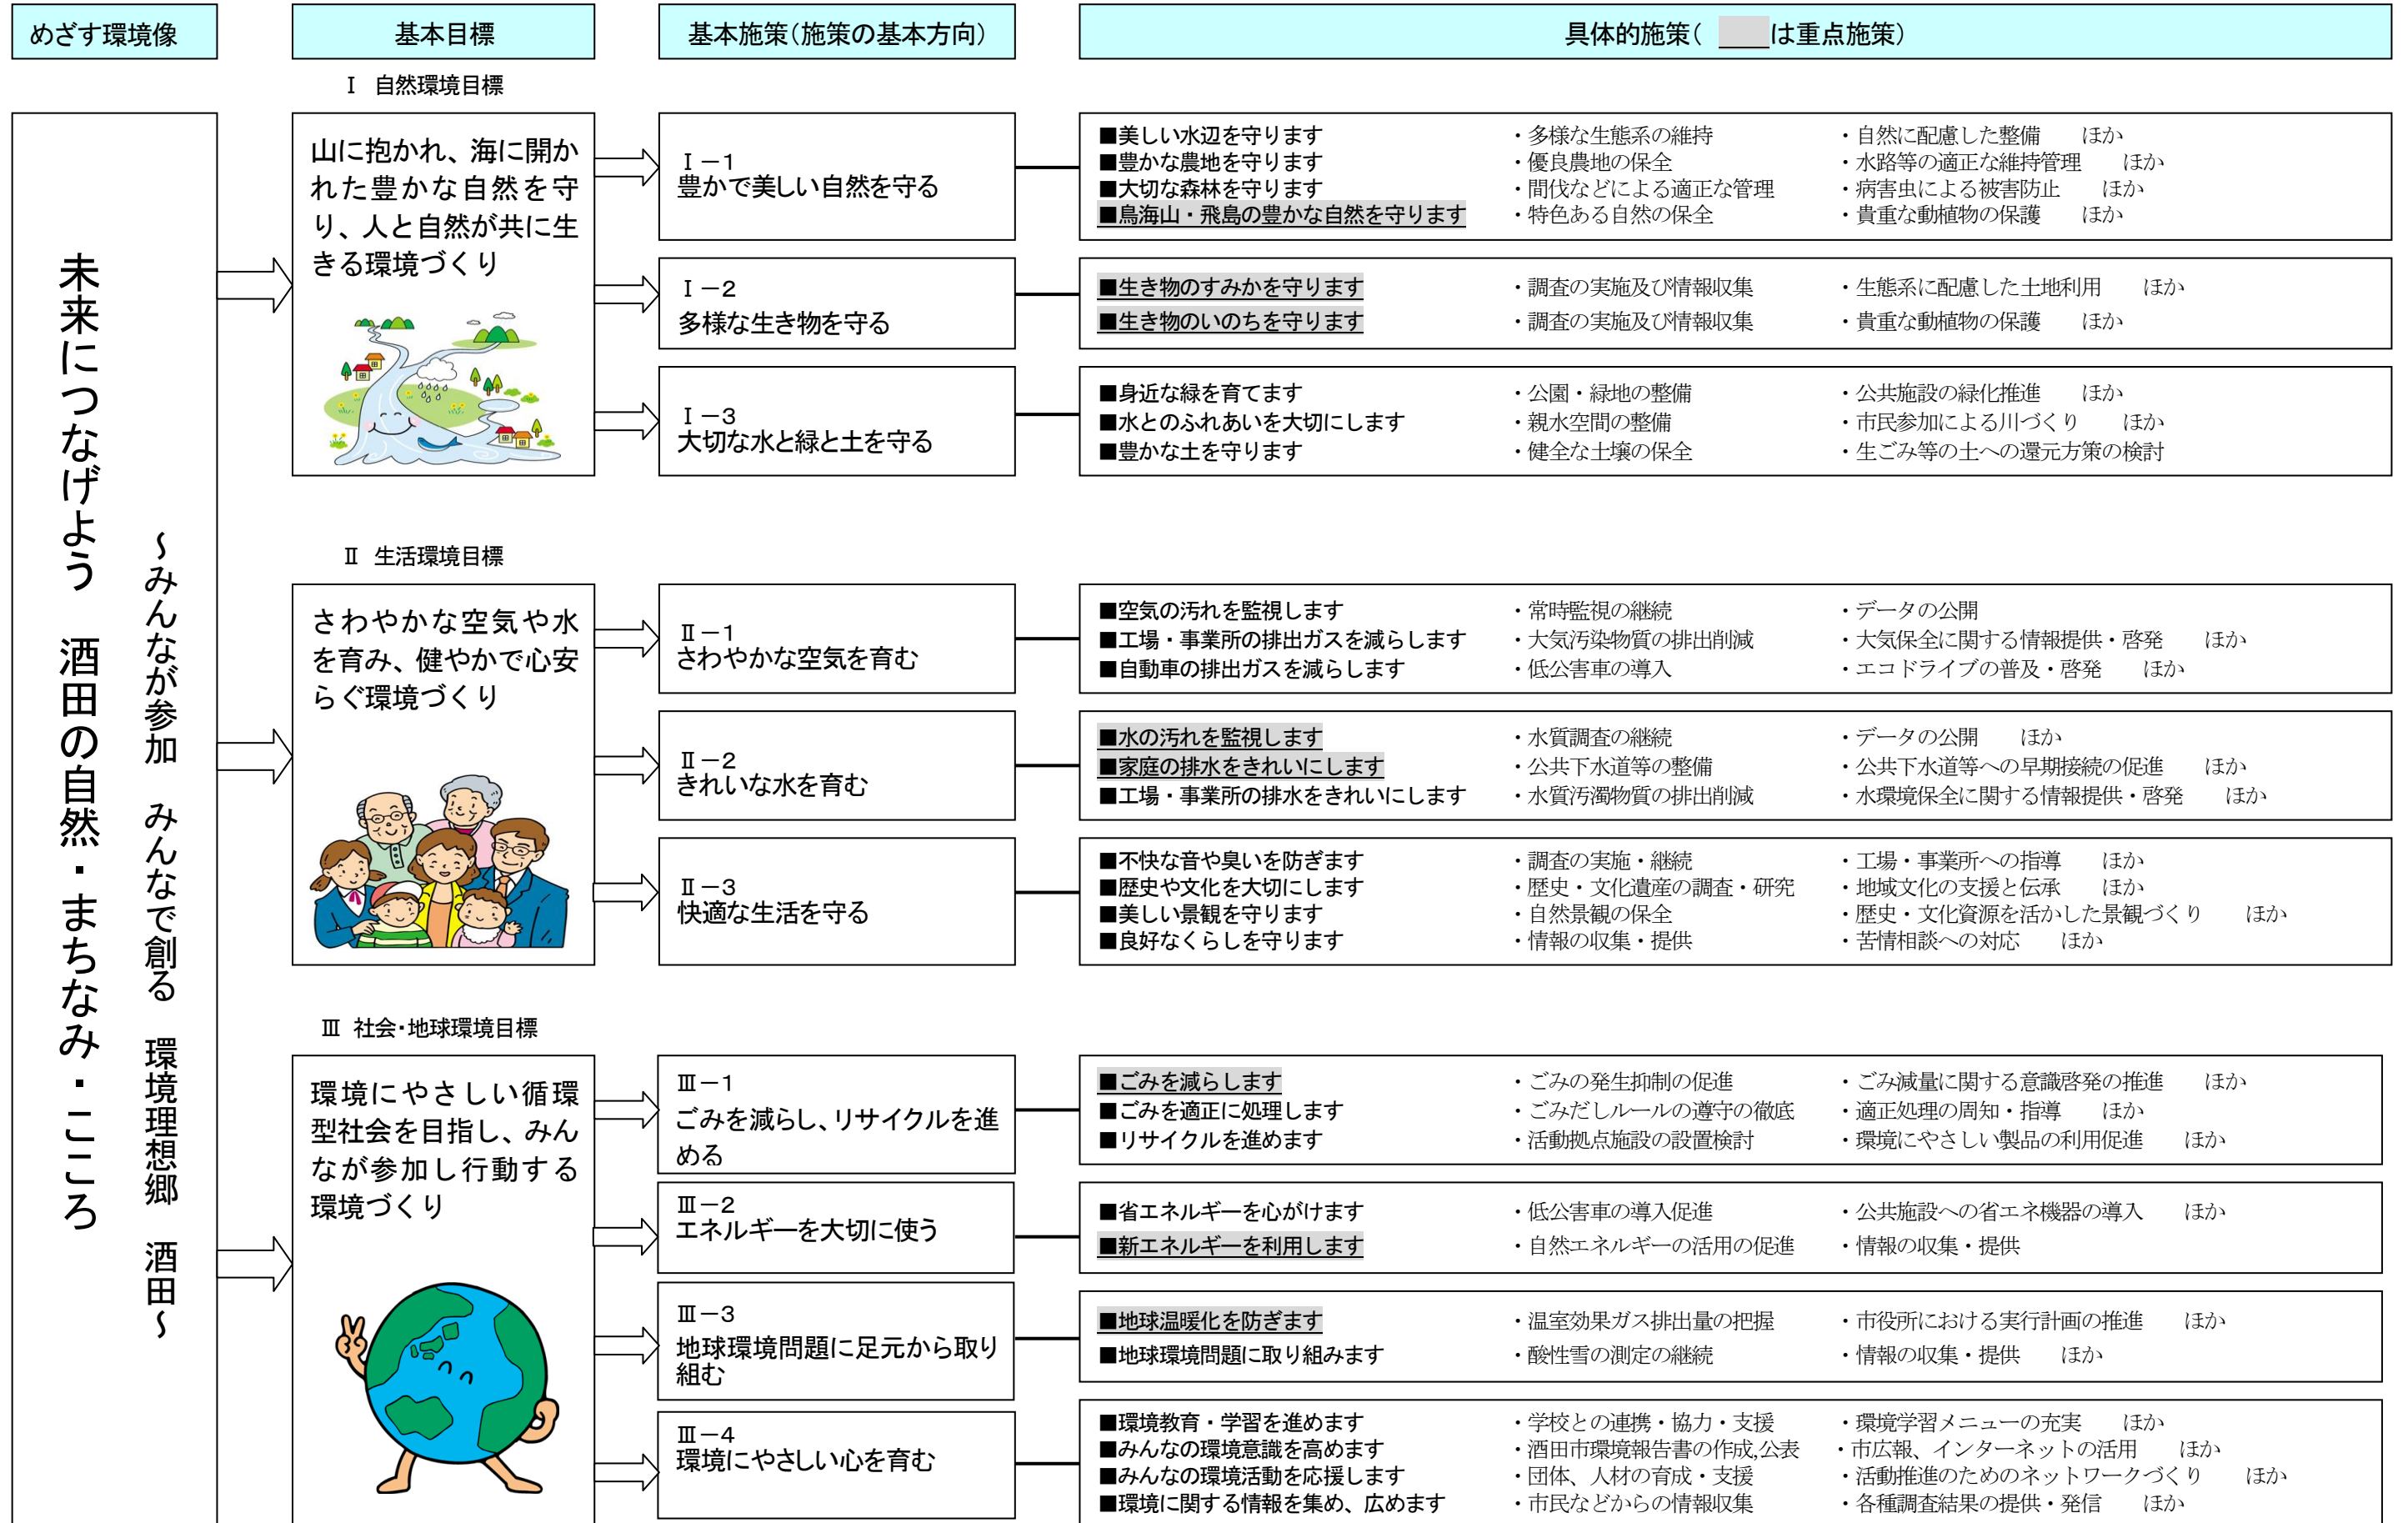 めざす環境像
基本目標
基本施策(施策の基本方向)
具体的施策( は重点施策)
未来につなげよう 酒田の自然・まちなみ・こころ
~みんなが参加 みんなで創る 環境理想郷 酒田~
Ⅰ 自然環境目標
山に抱かれ、海に開か
れた豊かな自然を守
り、人と自然が共に生
きる環境づくり
Ⅰ-1
豊かで美しい自然を守る
■美しい水辺を守ります ・多様な生態系の維持 ・自然に配慮した整備 ほか
■豊かな農地を守ります ・優良農地の保全 ・水路等の適正な維持管理 ほか
■大切な森林を守ります ・間伐などによる適正な管理 ・病害虫による被害防止 ほか
■鳥海山・飛島の豊かな自然を守ります ・特色ある自然の保全 ・貴重な動植物の保護 ほか
Ⅰ-2
多様な生き物を守る
■生き物のすみかを守ります ・調査の実施及び情報収集 ・生態系に配慮した土地利用 ほか
■生き物のいのちを守ります ・調査の実施及び情報収集 ・貴重な動植物の保護 ほか
Ⅰ-3
大切な水と緑と土を守る
■身近な緑を育てます ・公園・緑地の整備 ・公共施設の緑化推進 ほか
■水とのふれあいを大切にします ・親水空間の整備 ・市民参加による川づくり ほか
■豊かな土を守ります ・健全な土壌の保全 ・生ごみ等の土への還元方策の検討
Ⅱ 生活環境目標
さわやかな空気や水
を育み、健やかで心安
らぐ環境づくり
Ⅱ-1
さわやかな空気を育む
■空気の汚れを監視します ・常時監視の継続 ・データの公開
■工場・事業所の排出ガスを減らします ・大気汚染物質の排出削減 ・大気保全に関する情報提供・啓発 ほか
■自動車の排出ガスを減らします ・低公害車の導入 ・エコドライブの普及・啓発 ほか
Ⅱ-2
きれいな水を育む
■水の汚れを監視します ・水質調査の継続 ・データの公開 ほか
■家庭の排水をきれいにします ・公共下水道等の整備 ・公共下水道等への早期接続の促進 ほか
■工場・事業所の排水をきれいにします ・水質汚濁物質の排出削減 ・水環境保全に関する情報提供・啓発 ほか
Ⅱ-3
快適な生活を守る
■不快な音や臭いを防ぎます ・調査の実施・継続 ・工場・事業所への指導 ほか
■歴史や文化を大切にします ・歴史・文化遺産の調査・研究 ・地域文化の支援と伝承 ほか
■美しい景観を守ります ・自然景観の保全 ・歴史・文化資源を活かした景観づくり ほか
■良好なくらしを守ります ・情報の収集・提供 ・苦情相談への対応 ほか
Ⅲ 社会・地球環境目標
環境にやさしい循環
型社会を目指し、みん
なが参加し行動する
環境づくり
Ⅲ-1
ごみを減らし、リサイクルを進
める
■ごみを減らします ・ごみの発生抑制の促進 ・ごみ減量に関する意識啓発の推進 ほか
■ごみを適正に処理します ・ごみだしルールの遵守の徹底 ・適正処理の周知・指導 ほか
■リサイクルを進めます ・活動拠点施設の設置検討 ・環境にやさしい製品の利用促進 ほか
Ⅲ-2
エネルギーを大切に使う
■省エネルギーを心がけます ・低公害車の導入促進 ・公共施設への省エネ機器の導入 ほか
■新エネルギーを利用します ・自然エネルギーの活用の促進 ・情報の収集・提供
Ⅲ-3
地球環境問題に足元から取り
組む
■地球温暖化を防ぎます ・温室効果ガス排出量の把握 ・市役所における実行計画の推進 ほか
■地球環境問題に取り組みます ・酸性雪の測定の継続 ・情報の収集・提供 ほか
Ⅲ-4
環境にやさしい心を育む
■環境教育・学習を進めます ・学校との連携・協力・支援 ・環境学習メニューの充実 ほか
■みんなの環境意識を高めます ・酒田市環境報告書の作成,公表 ・市広報、インターネットの活用 ほか
■みんなの環境活動を応援します ・団体、人材の育成・支援 ・活動推進のためのネットワークづくり ほか
■環境に関する情報を集め、広めます ・市民などからの情報収集 ・各種調査結果の提供・発信 ほか